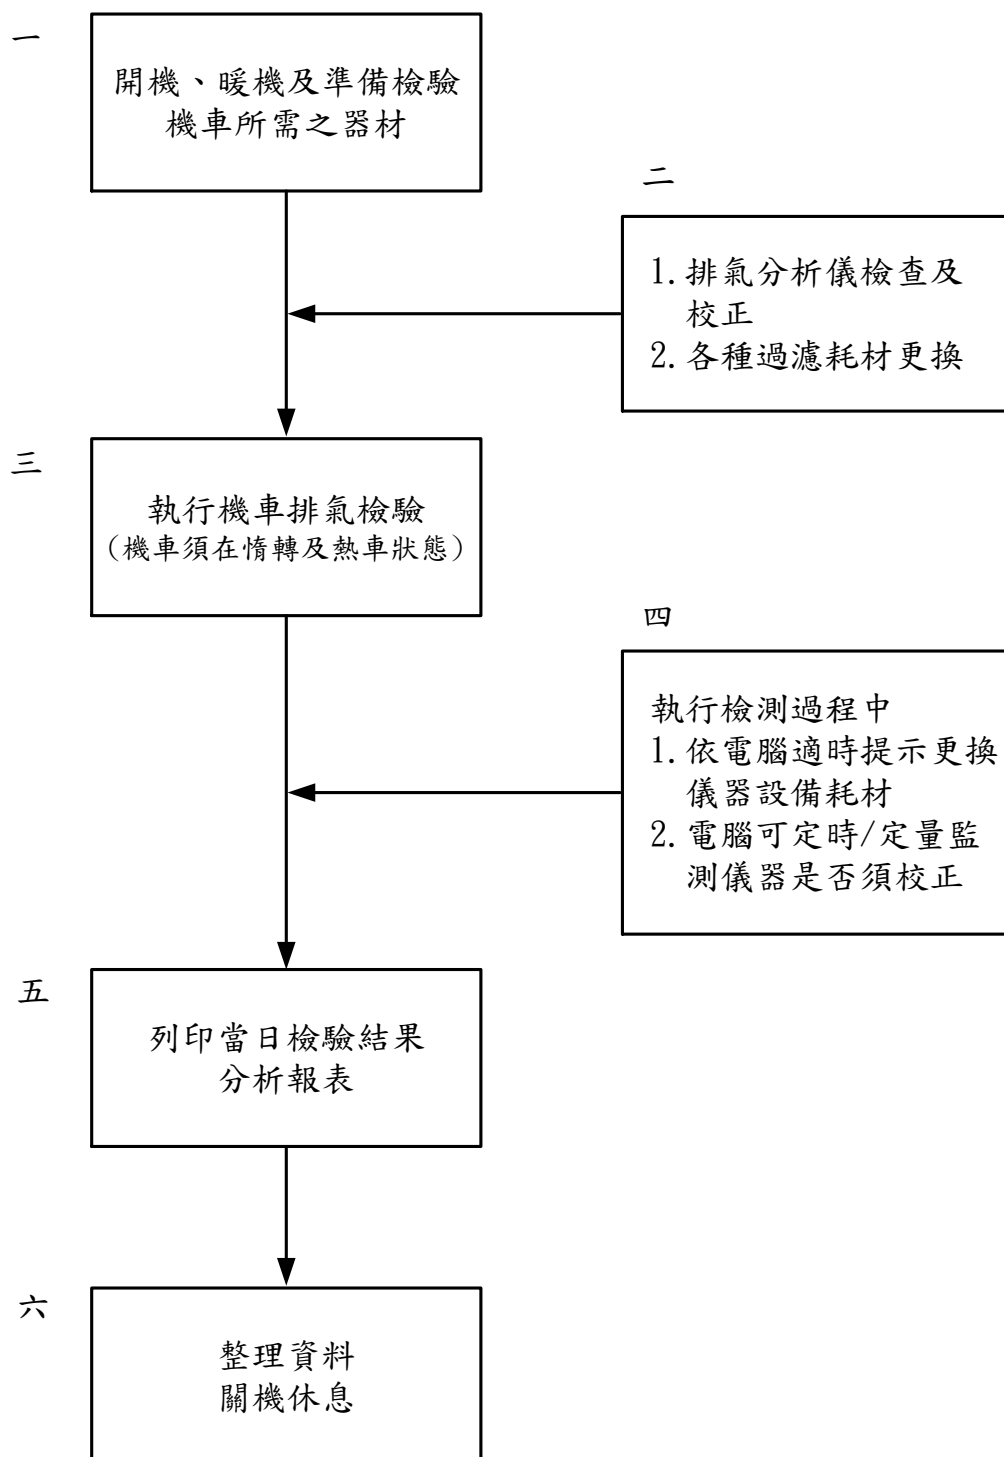 一
開機、暖機及準備檢驗
機車所需之器材
二
1.排氣分析儀檢查及
校正
2.各種過濾耗材更換
三
執行機車排氣檢驗
(機車須在惰轉及熱車狀態)
四
執行檢測過程中
1.依電腦適時提示更換
儀器設備耗材
2.電腦可定時/定量監
測儀器是否須校正
五
列印當日檢驗結果
分析報表
六
整理資料
關機休息